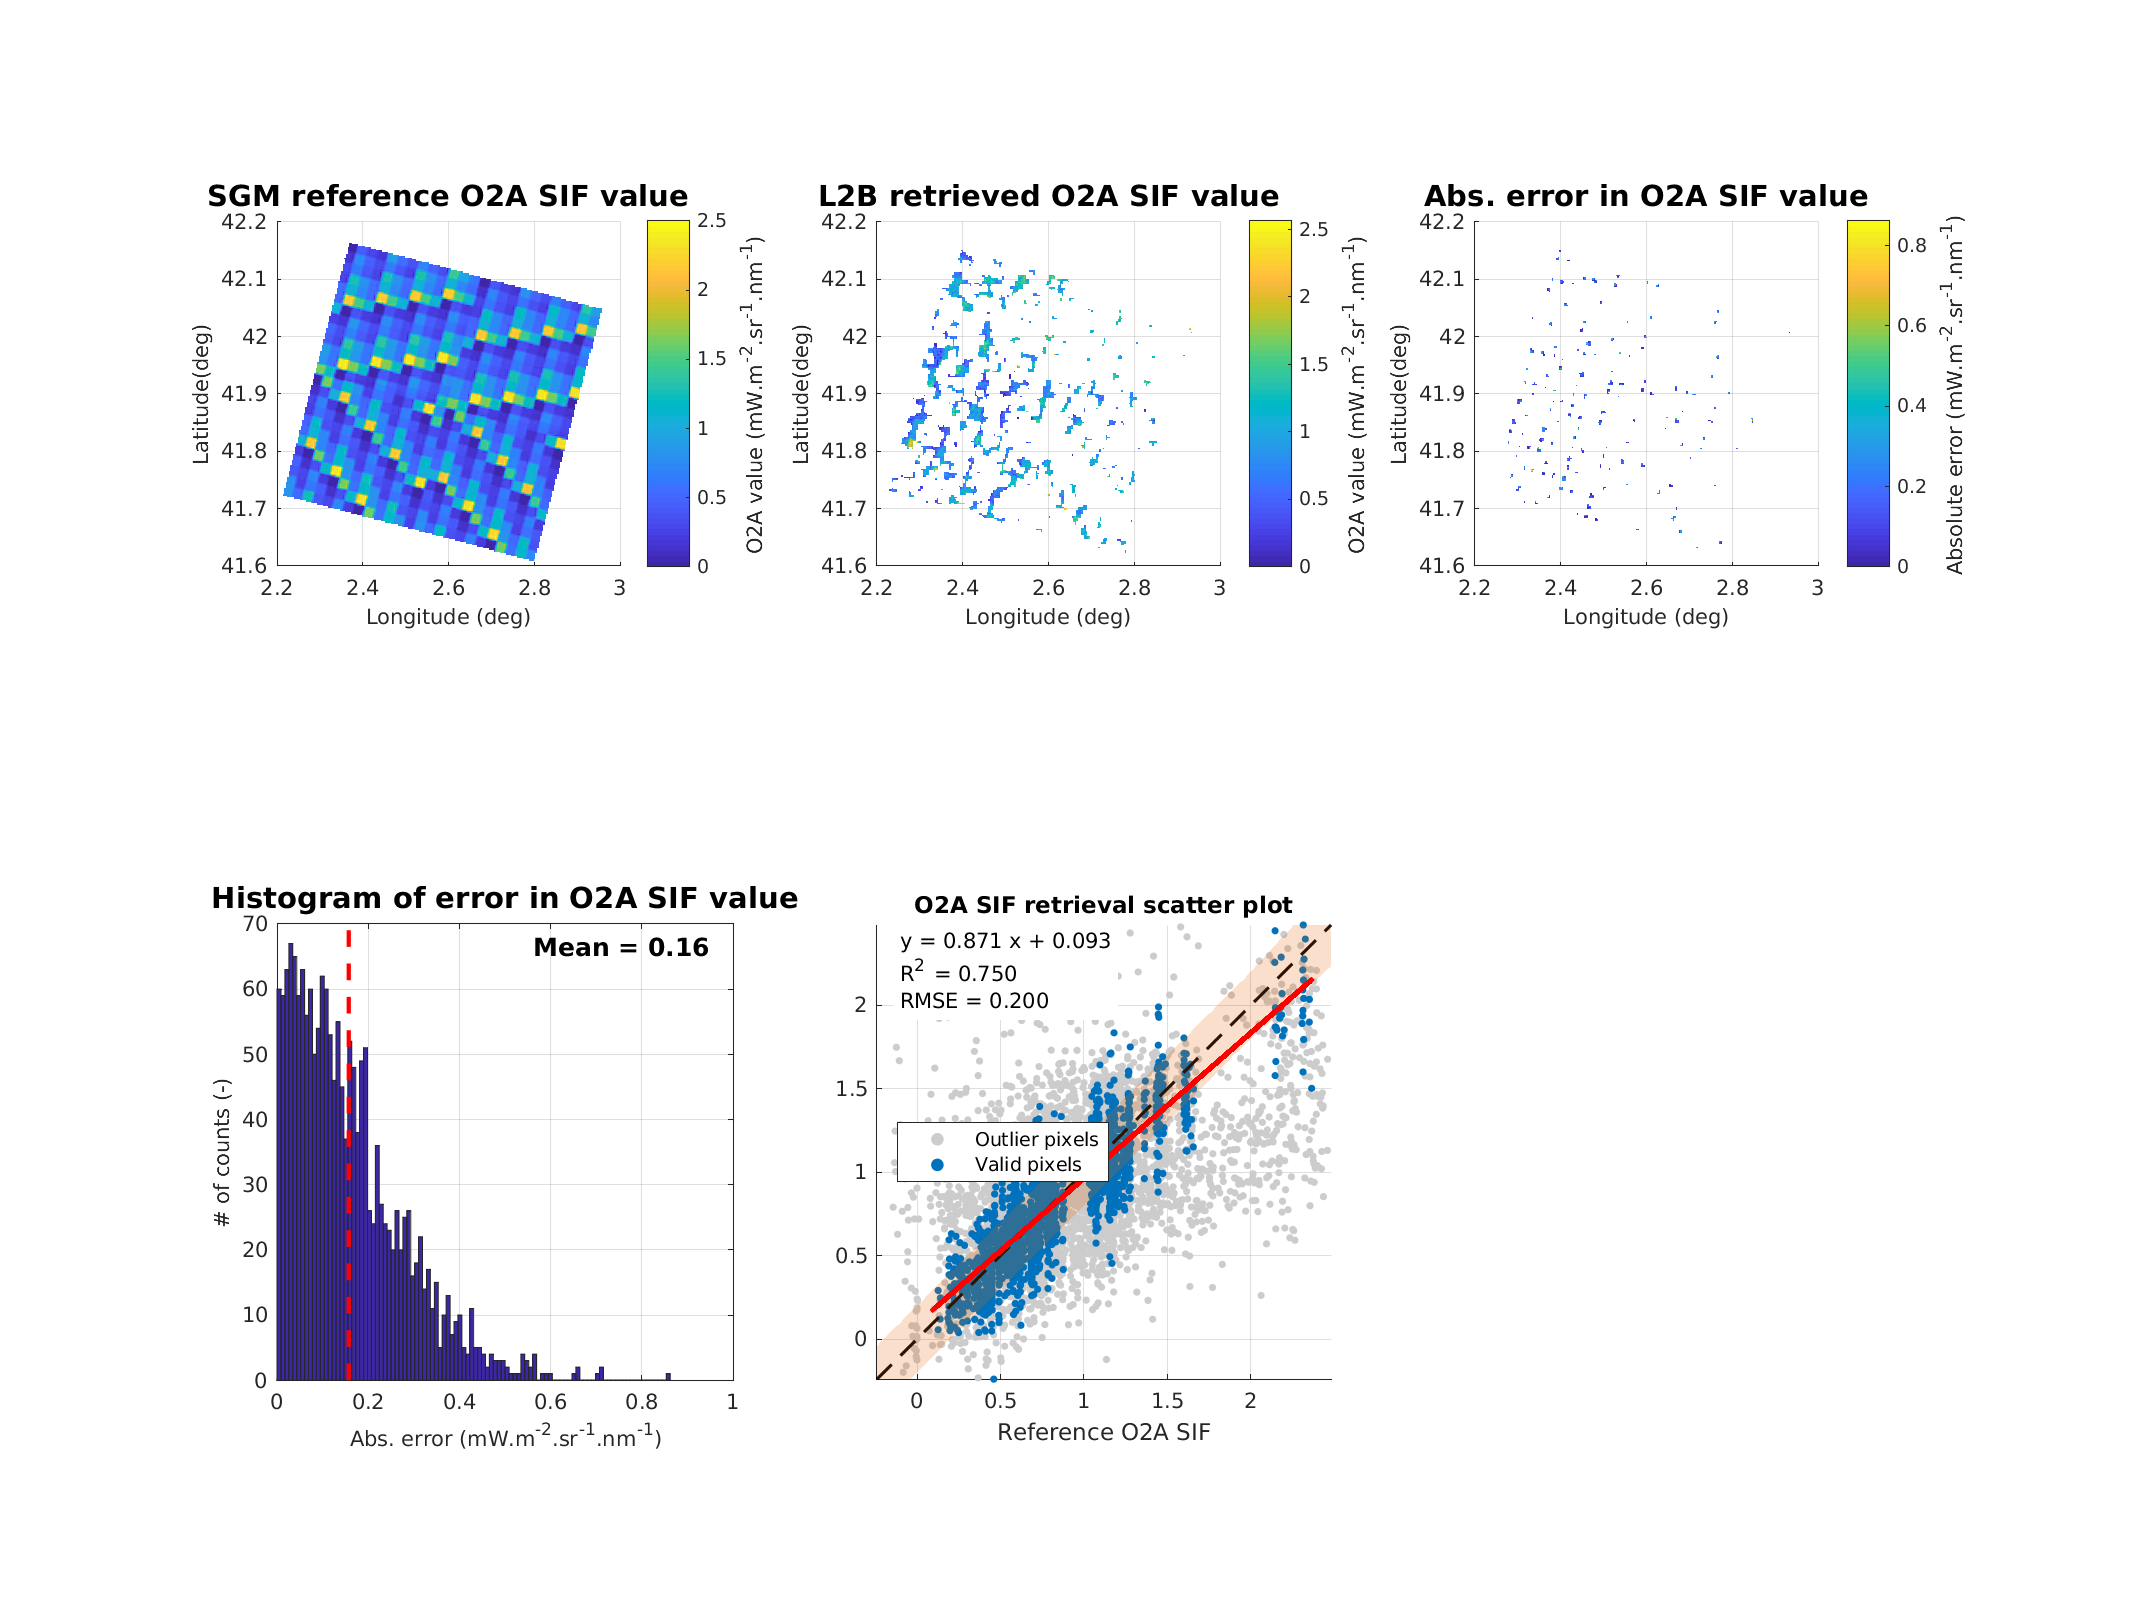 SGM reference O2A SIF value
42.2
42.1
42
41.9
41.8
41.7
41.6
Latitude(deg)
2.2 2.4 2.6 2.8 3
Longitude (deg)
2.5
2
1.5
1
0.5
0
O2A value (mW.m-2.sr-1.nm-1)
L2B retrieved O2A SIF value
42.2
42.1
42
41.9
41.8
41.7
41.6
Latitude(deg)
2.2 2.4 2.6 2.8 3
Longitude (deg)
2.5
2
1.5
1
0.5
0
O2A value (mW.m-2.sr-1.nm-1)
Abs. error in O2A SIF value
42.2
42.1
42
41.9
41.8
41.7
41.6
Latitude(deg)
2.2 2.4 2.6 2.8 3
Longitude (deg)
0.8
0.6
0.4
0.2
0
Absolute error (mW.m-2.sr-1.nm-1)
Histogram of error in O2A SIF value
Mean = 0.16
70
60
50
40
30
20
10
0
# of counts (-)
0 0.2 0.4 0.6 0.8 1
Abs. error (mW.m-2.sr-1.nm-1)
O2A SIF retrieval scatter plot
y = 0.871 x + 0.093
R2 = 0.750
RMSE = 0.200
2
1.5
1
0.5
0
Outlier pixels
Valid pixels
0 0.5 1 1.5 2
Reference O2A SIF